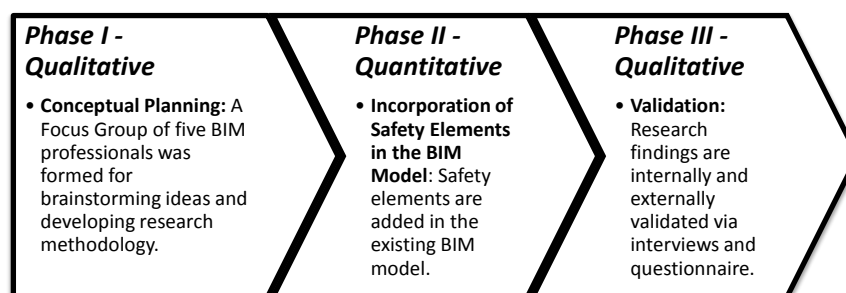 Phase I -
Qualitative
• Conceptual Planning: A
Focus Group of five BIM
professionals was
formed for
brainstorming ideas and
developing research
methodology.
Phase II -
Quantitative
• Incorporation of
Safety Elements
in the BIM
Model: Safety
elements are
added in the
existing BIM
model.
Phase III -
Qualitative
• Validation:
Research
findings are
internally and
externally
validated via
interviews and
questionnaire.